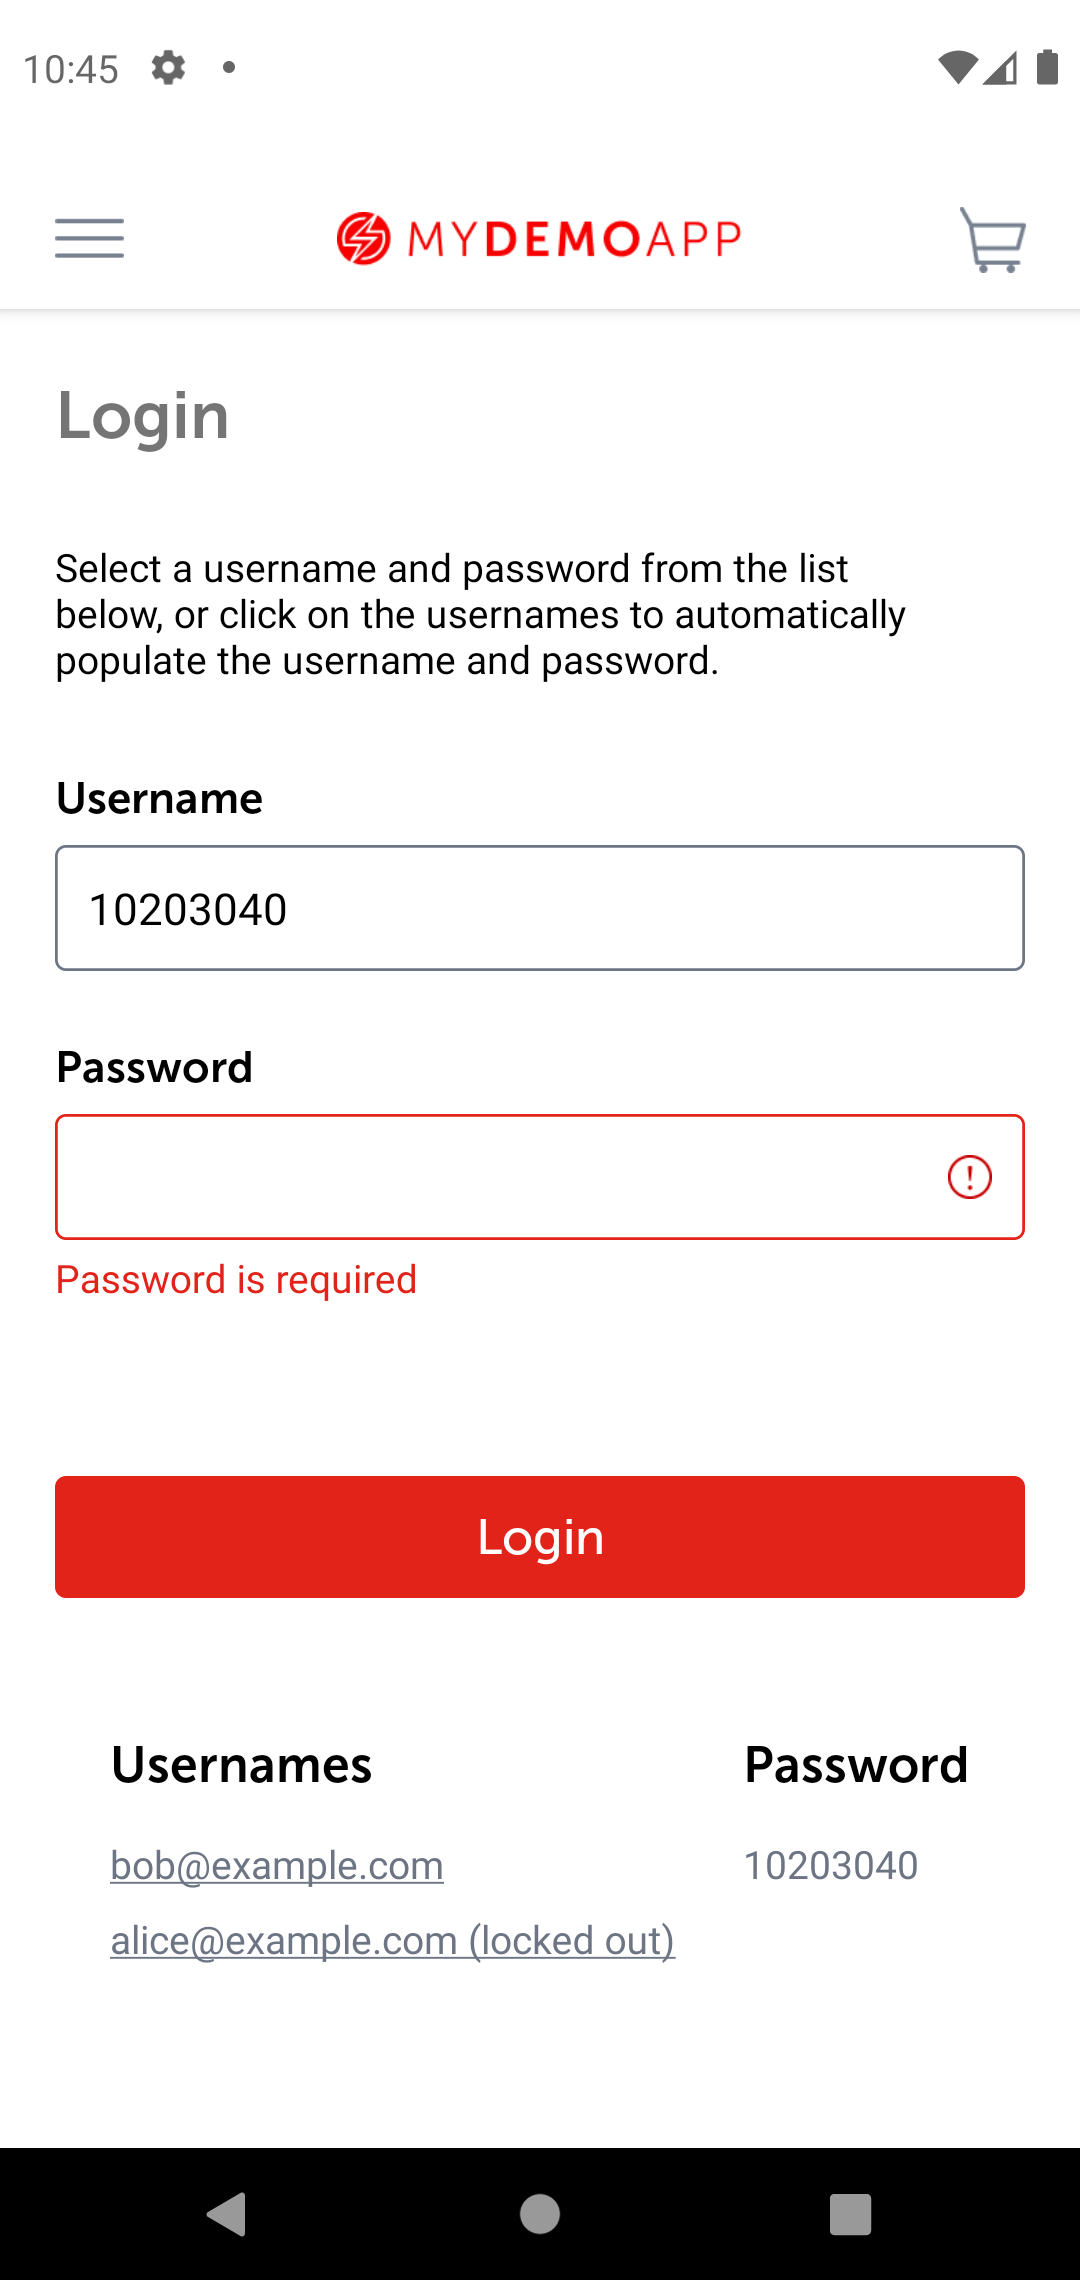 10:45
MYDEMOAPP
Login
Select a username and password from the list
below, or click on the usernames to automatically
populate the username and password.
Username
10203040
Password
Password is required
Login
Usernames
Password
bob@example.com
10203040
alice@example.com (locked out)